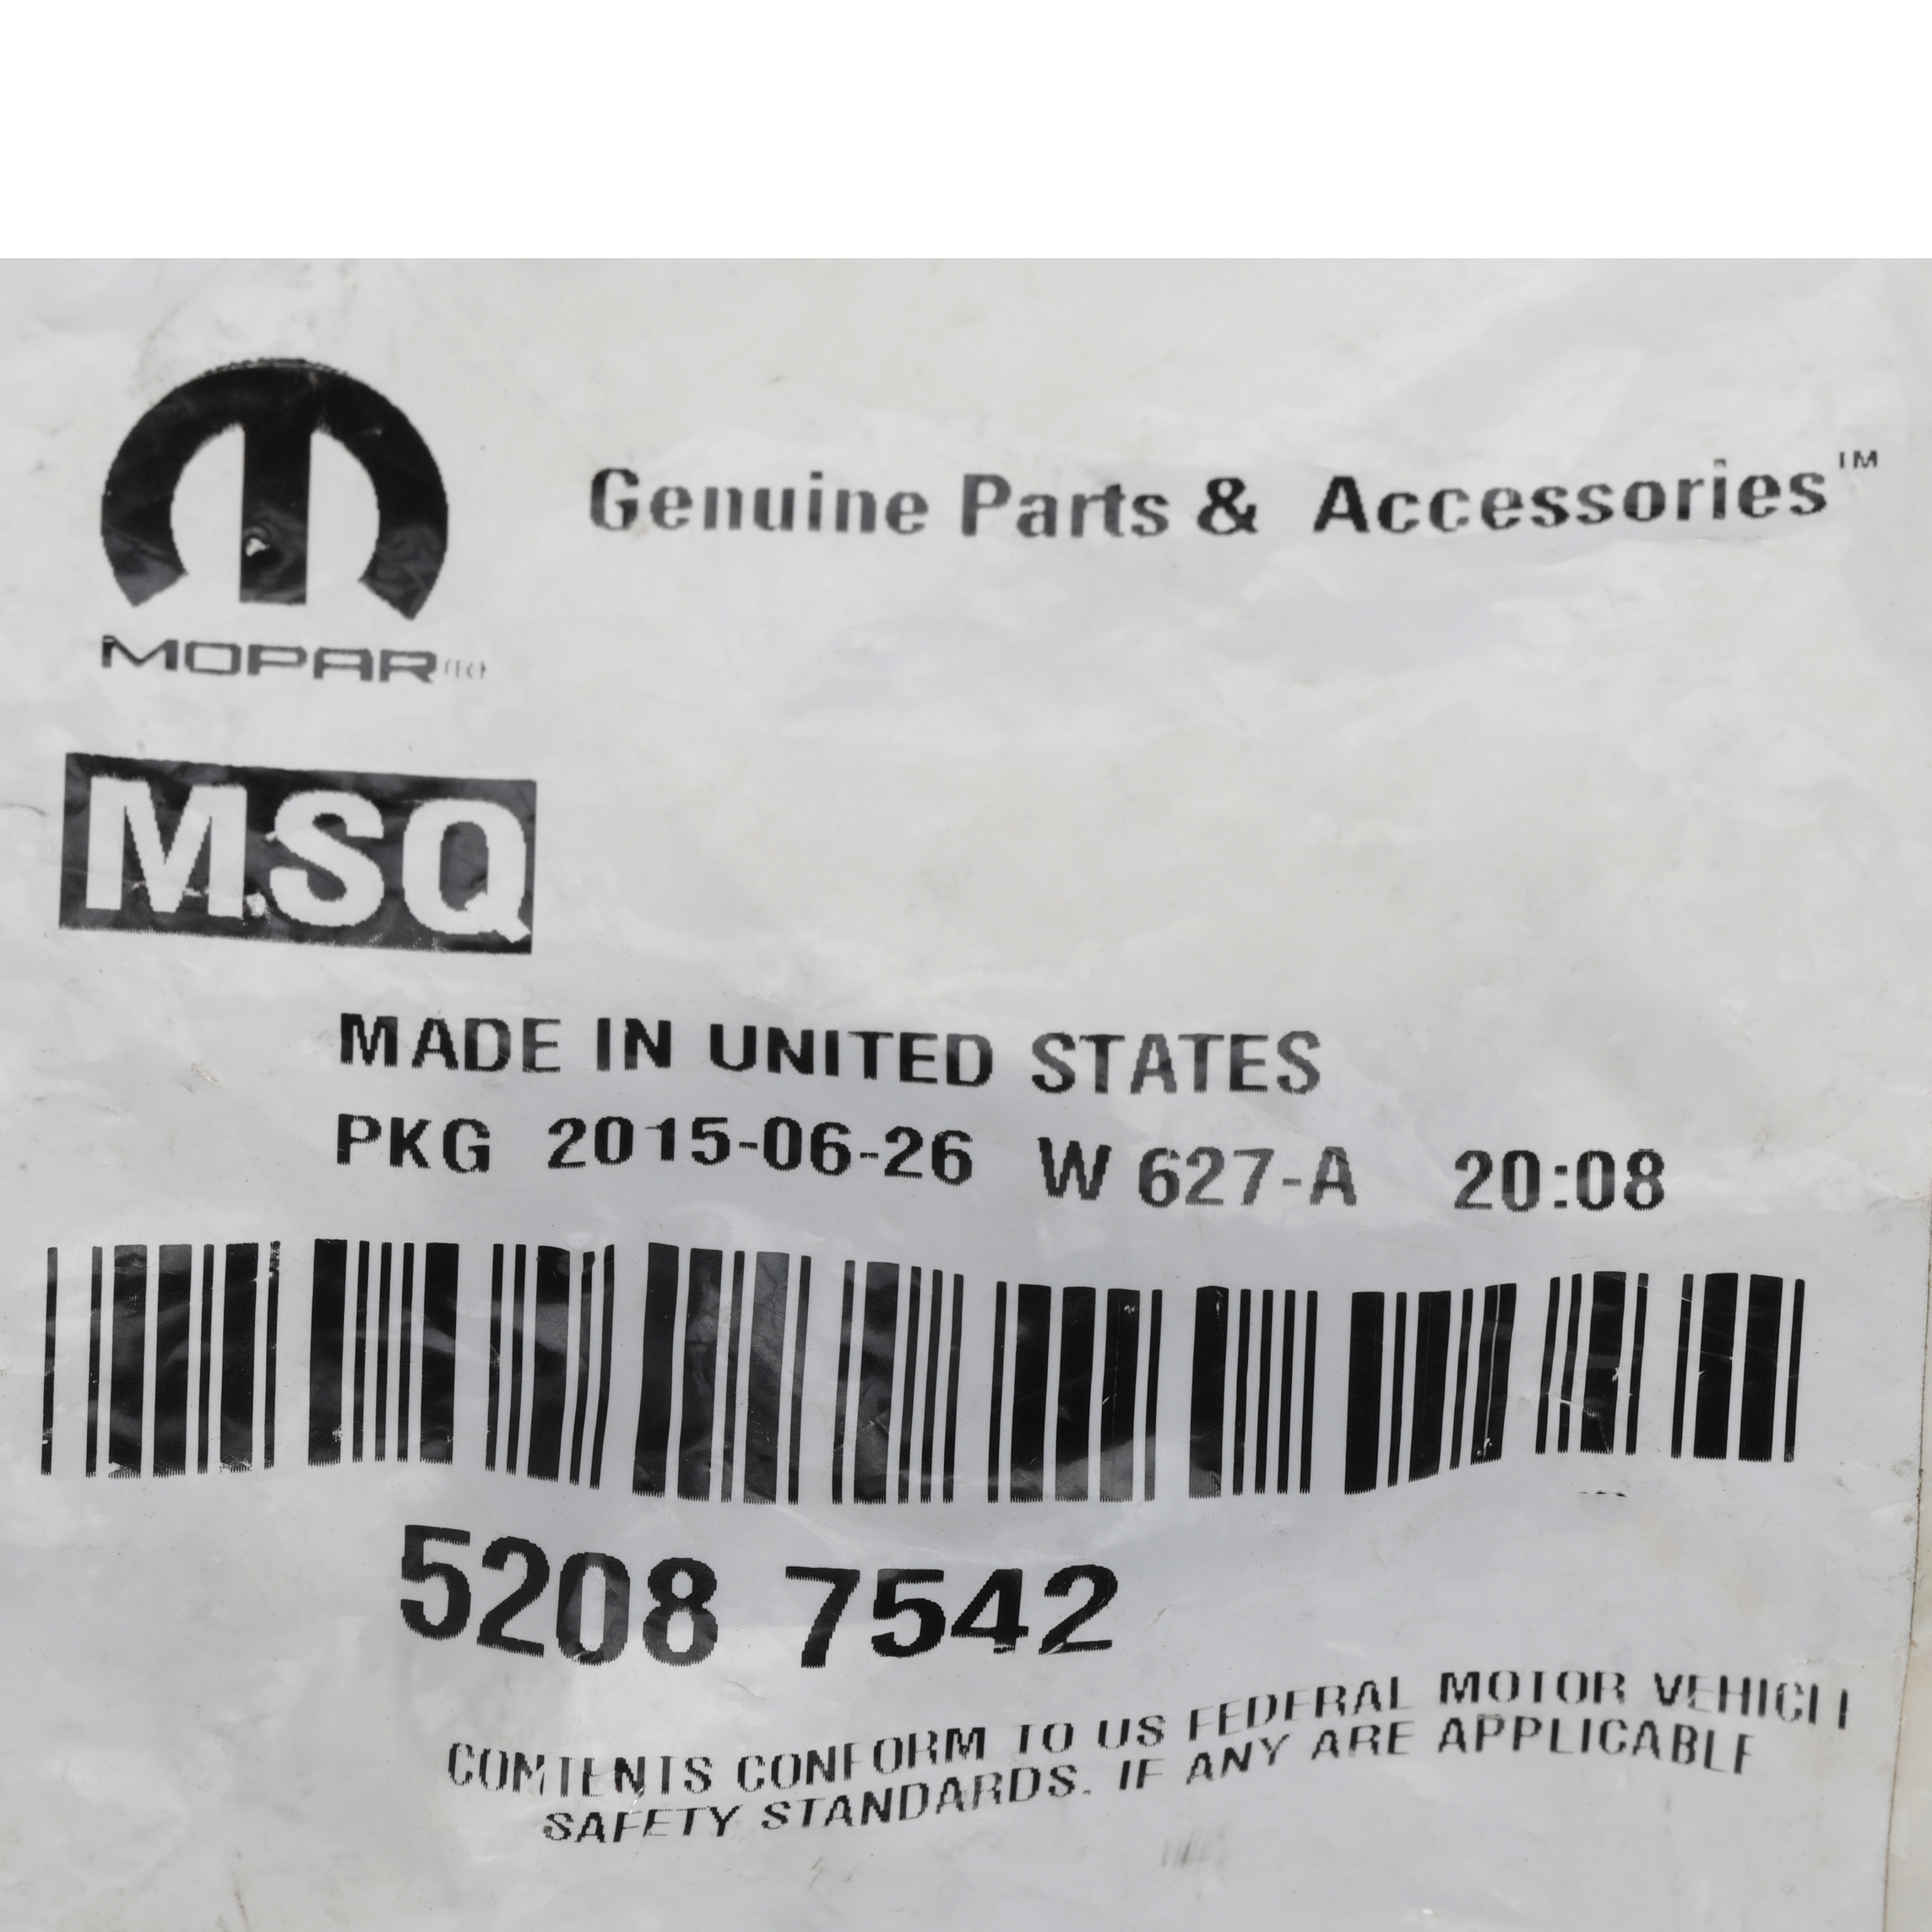 Genuine Parts & Accessories™
MOPAR
MSQ
MADE IN UNITED STATES
PKG 2015-06-26 W 627-A 20:08
5208 7542
CONTENTS CONFORM TO US FEDERAL MOTOR VEHICLE
SAFETY STANDARDS. IF ANY ARE APPLICABLE